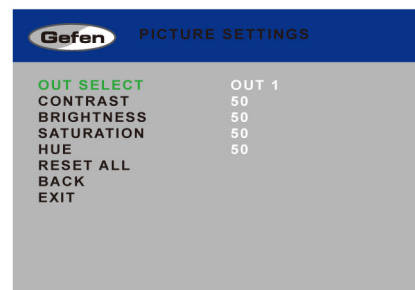 Gefen PICTURE SETTINGS
OUT SELECT OUT 1
CONTRAST 50
BRIGHTNESS 50
SATURATION 50
HUE 50
RESET ALL
BACK
EXIT